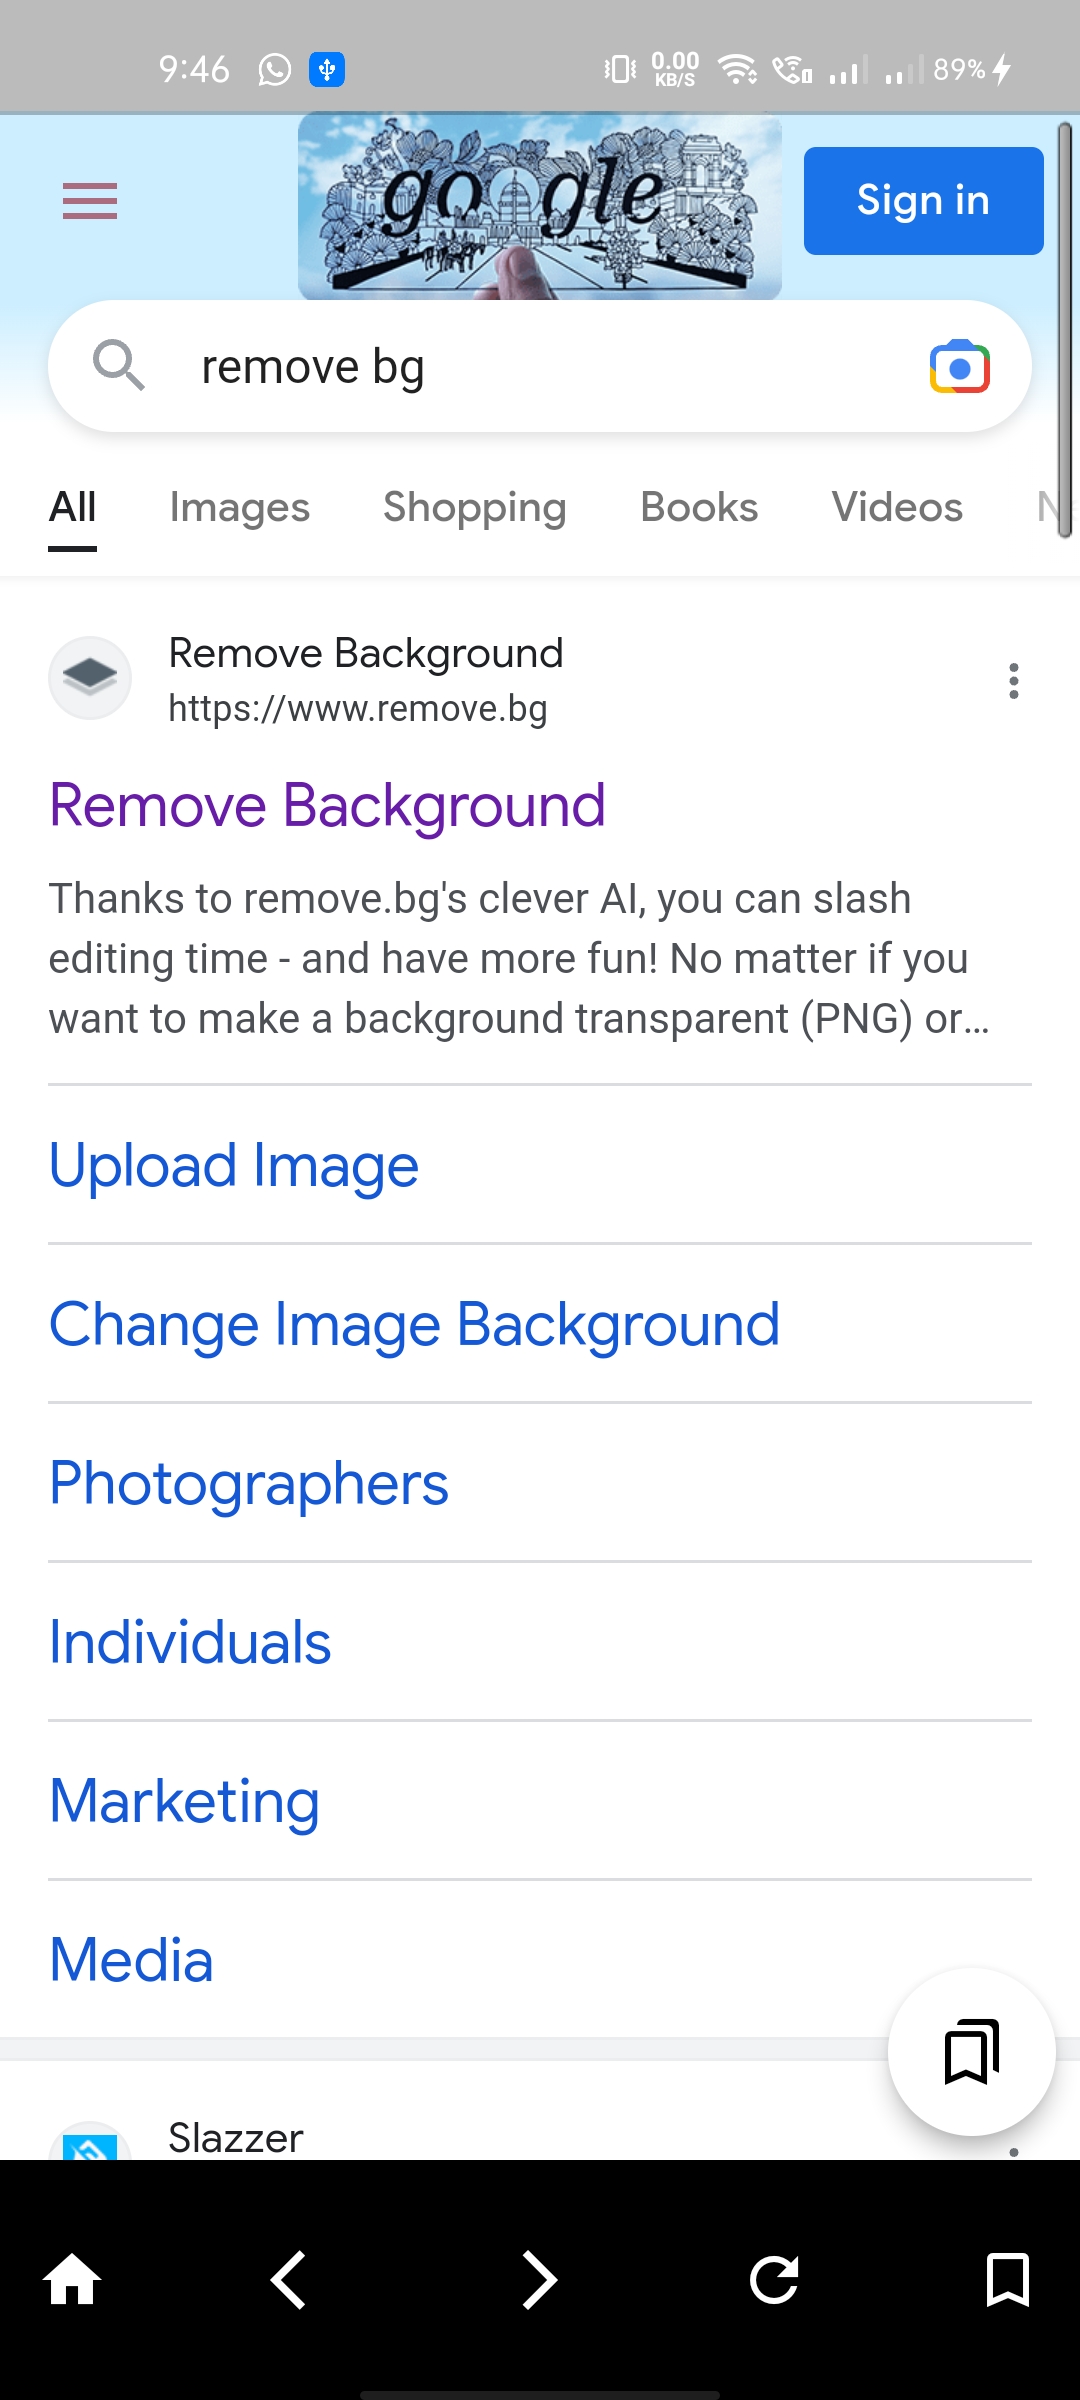 9:46 0.00 KB/S 89%
google
Sign in
remove bg
All Images Shopping Books Videos
Remove Background
https://www.remove.bg
Remove Background
Thanks to remove.bg's clever AI, you can slash
editing time - and have more fun! No matter if you
want to make a background transparent (PNG) or...
Upload Image
Change Image Background
Photographers
Individuals
Marketing
Media
Slazzer